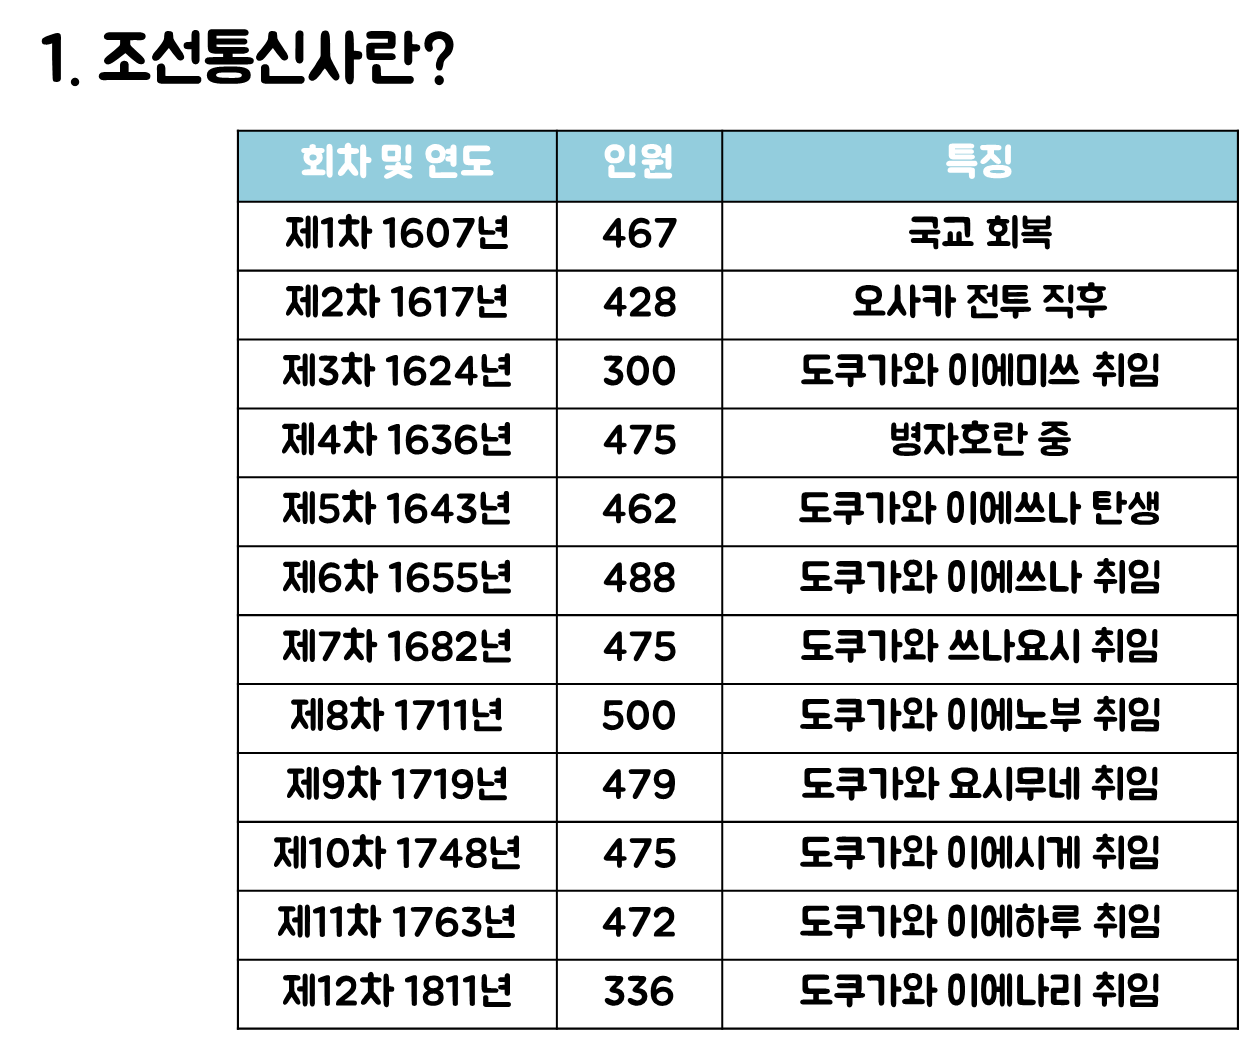 1. 조선통신사란?
회차 및 연도 인원 특징
제1차 1607년 467 국교 회복
제2차 1617년 428 오사카 전투 직후
제3차 1624년 300 도쿠가와 이에미쓰 취임
제4차 1636년 475 병자호란 중
제5차 1643년 462 도쿠가와 이에쓰나 탄생
제6차 1655년 488 도쿠가와 이에쓰나 취임
제7차 1682년 475 도쿠가와 쓰나요시 취임
제8차 1711년 500 도쿠가와 이에노부 취임
제9차 1719년 479 도쿠가와 요시무네 취임
제10차 1748년 475 도쿠가와 이에시게 취임
제11차 1763년 472 도쿠가와 이에하루 취임
제12차 1811년 336 도쿠가와 이에나리 취임